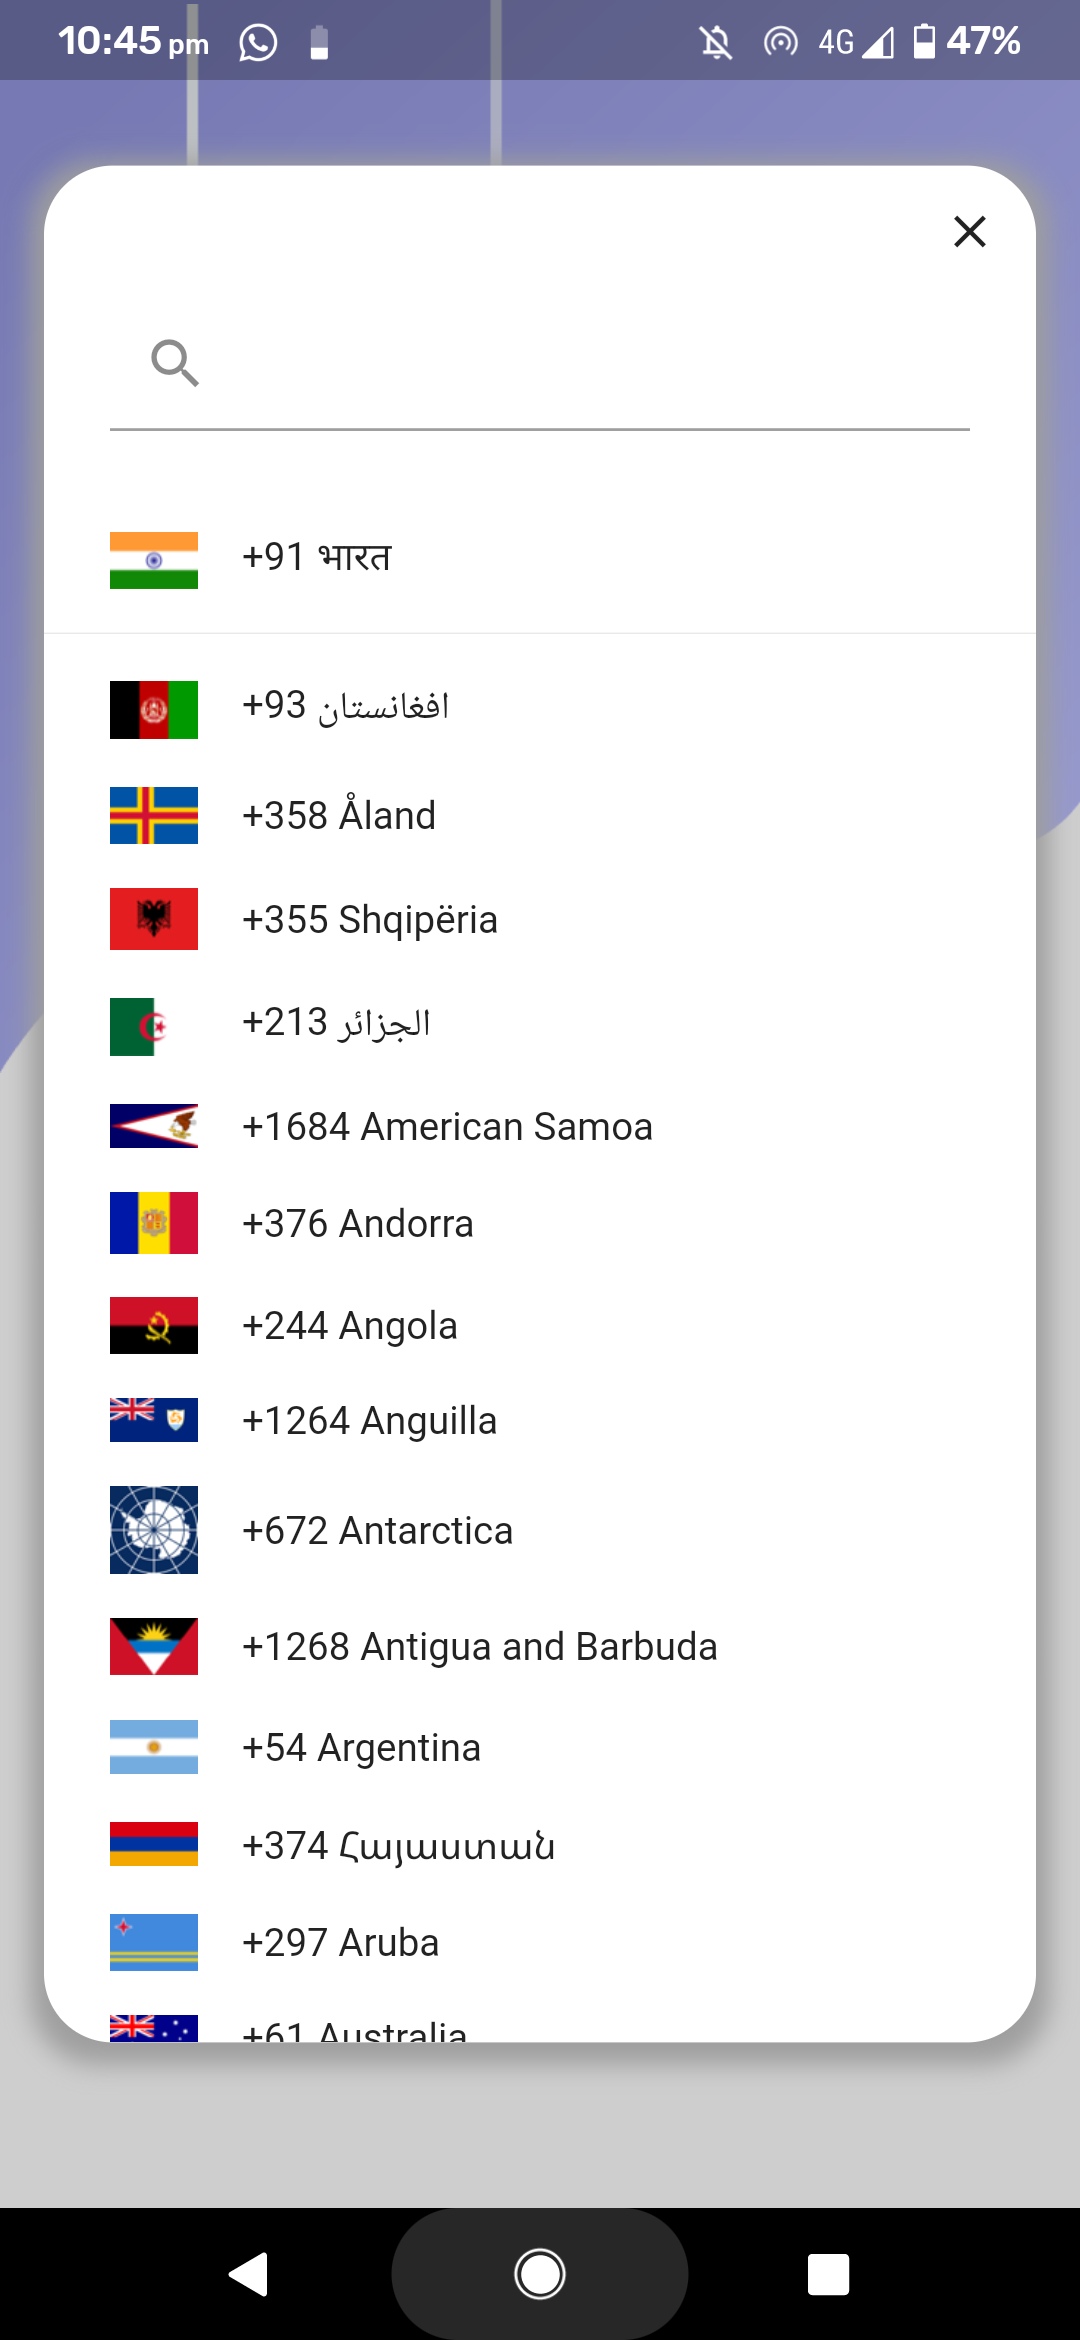 10:45 pm 4G 47%
+91 भारत
+93 افغانستان
+358 Åland
+355 Shqipëria
+213 الجزائر
+1684 American Samoa
+376 Andorra
+244 Angola
+1264 Anguilla
+672 Antarctica
+1268 Antigua and Barbuda
+54 Argentina
+374 Հայաստան
+297 Aruba
+61 Australia